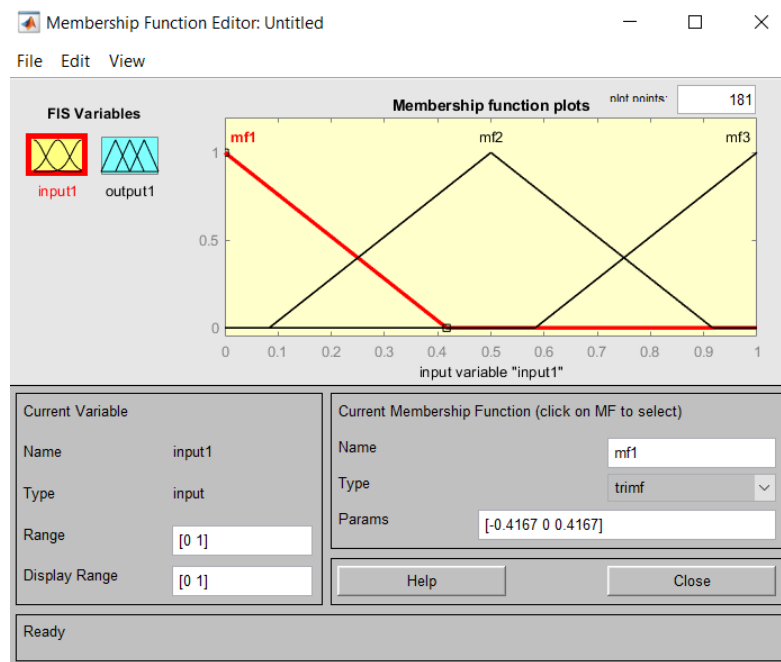 Membership Function Editor: Untitled
File Edit View
FIS Variables
input1 output1
Membership function plots
plot points:
181
mf1 mf2 mf3
1
0.5
0
0 0.1 0.2 0.3 0.4 0.5 0.6 0.7 0.8 0.9 1
input variable "input1"
Current Variable
Name input1
Type input
Range [0 1]
Display Range [0 1]
Current Membership Function (click on MF to select)
Name mf1
Type trimf
Params [-0.4167 0 0.4167]
Help Close
Ready